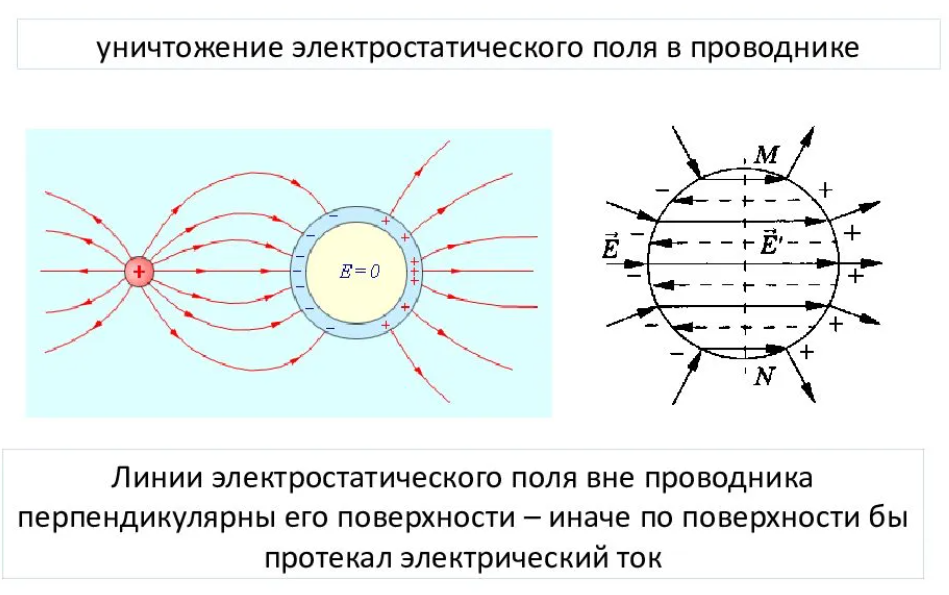 уничтожение электростатического поля в проводнике
+
− − − − − − − −
E = 0
+ + + + + + +
M
− +
− +
E⃗ E⃗′
− +
− +
− +
N
Линии электростатического поля вне проводника
перпендикулярны его поверхности – иначе по поверхности бы
протекал электрический ток